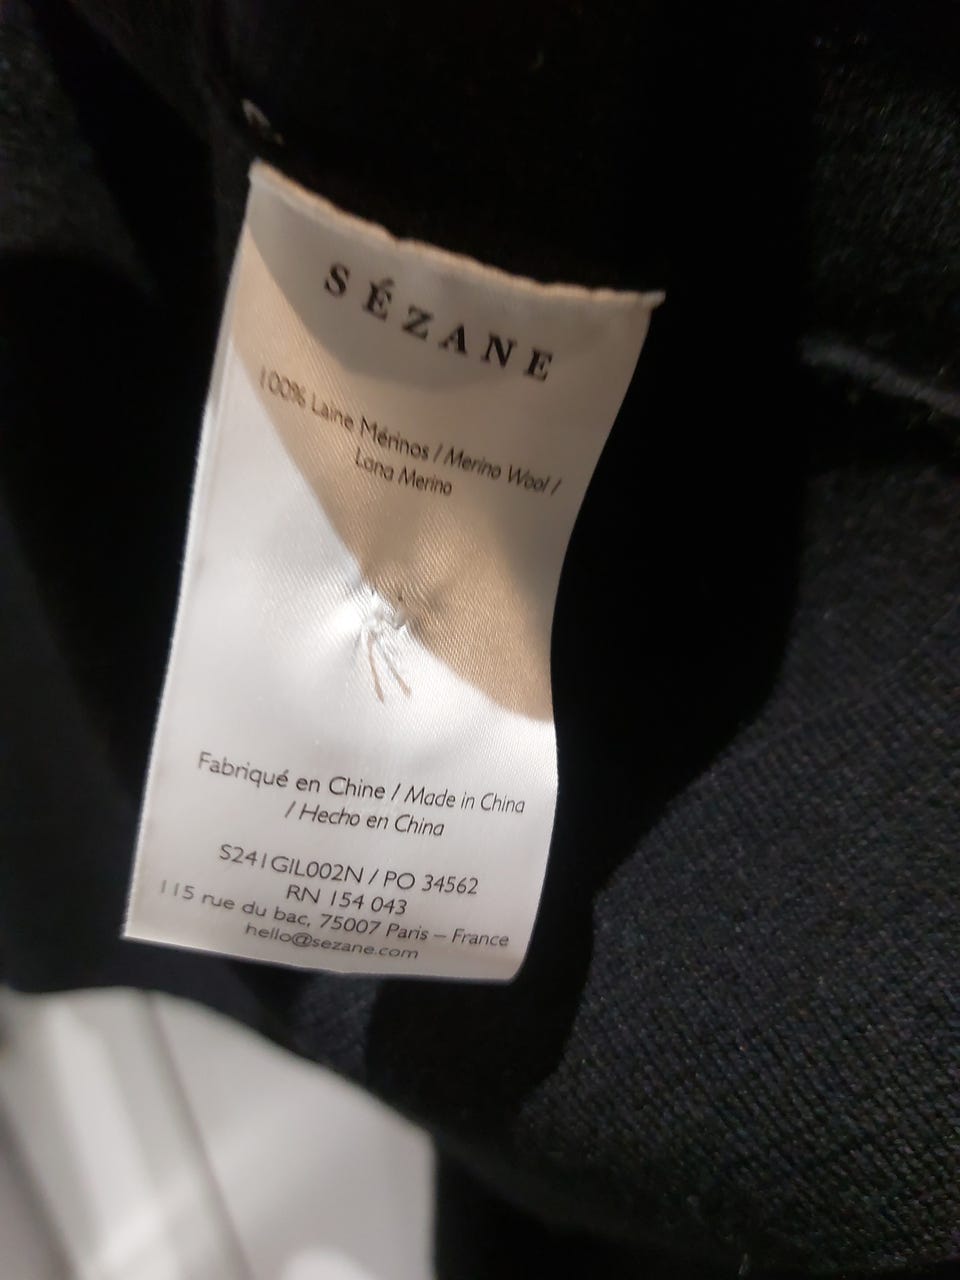 SÉZANE
100% Laine Mérinos / Merino Wool /
Lana Merino
Fabriqué en Chine / Made in China
/ Hecho en China
S241GIL002N / PO 34562
RN 154 043
115 rue du bac, 75007 Paris – France
hello@sezane.com